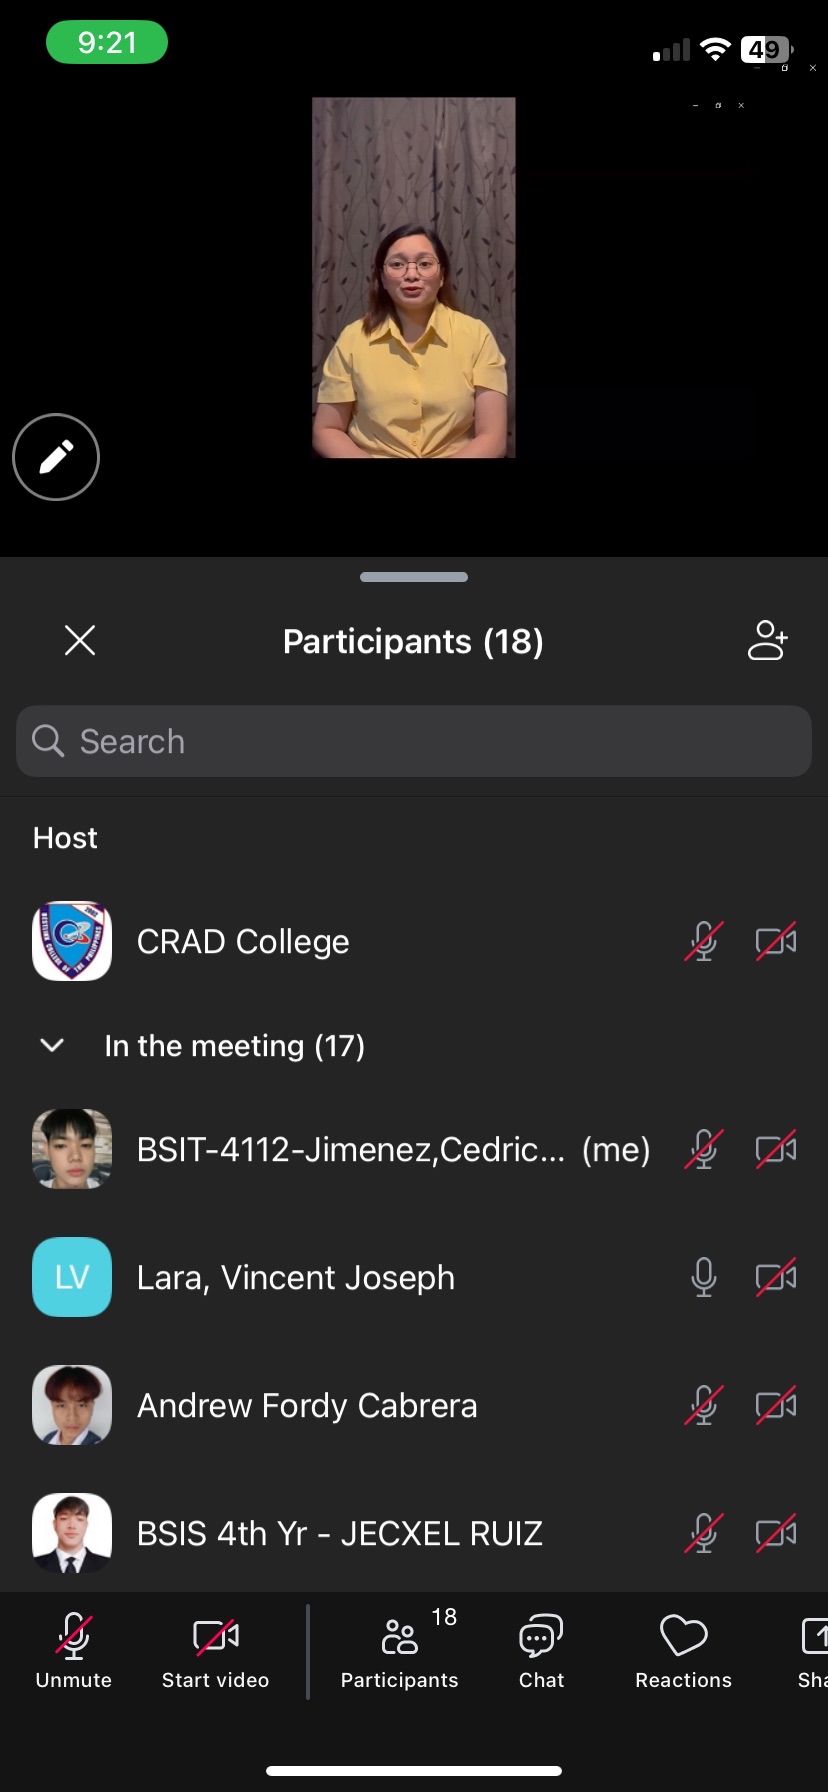 9:21
49
Participants (18)
Search
Host
CRAD College
In the meeting (17)
BSIT-4112-Jimenez,Cedric... (me)
LV
Lara, Vincent Joseph
Andrew Fordy Cabrera
BSIS 4th Yr - JECXEL RUIZ
18
Unmute
Start video
Participants
Chat
Reactions
Sha